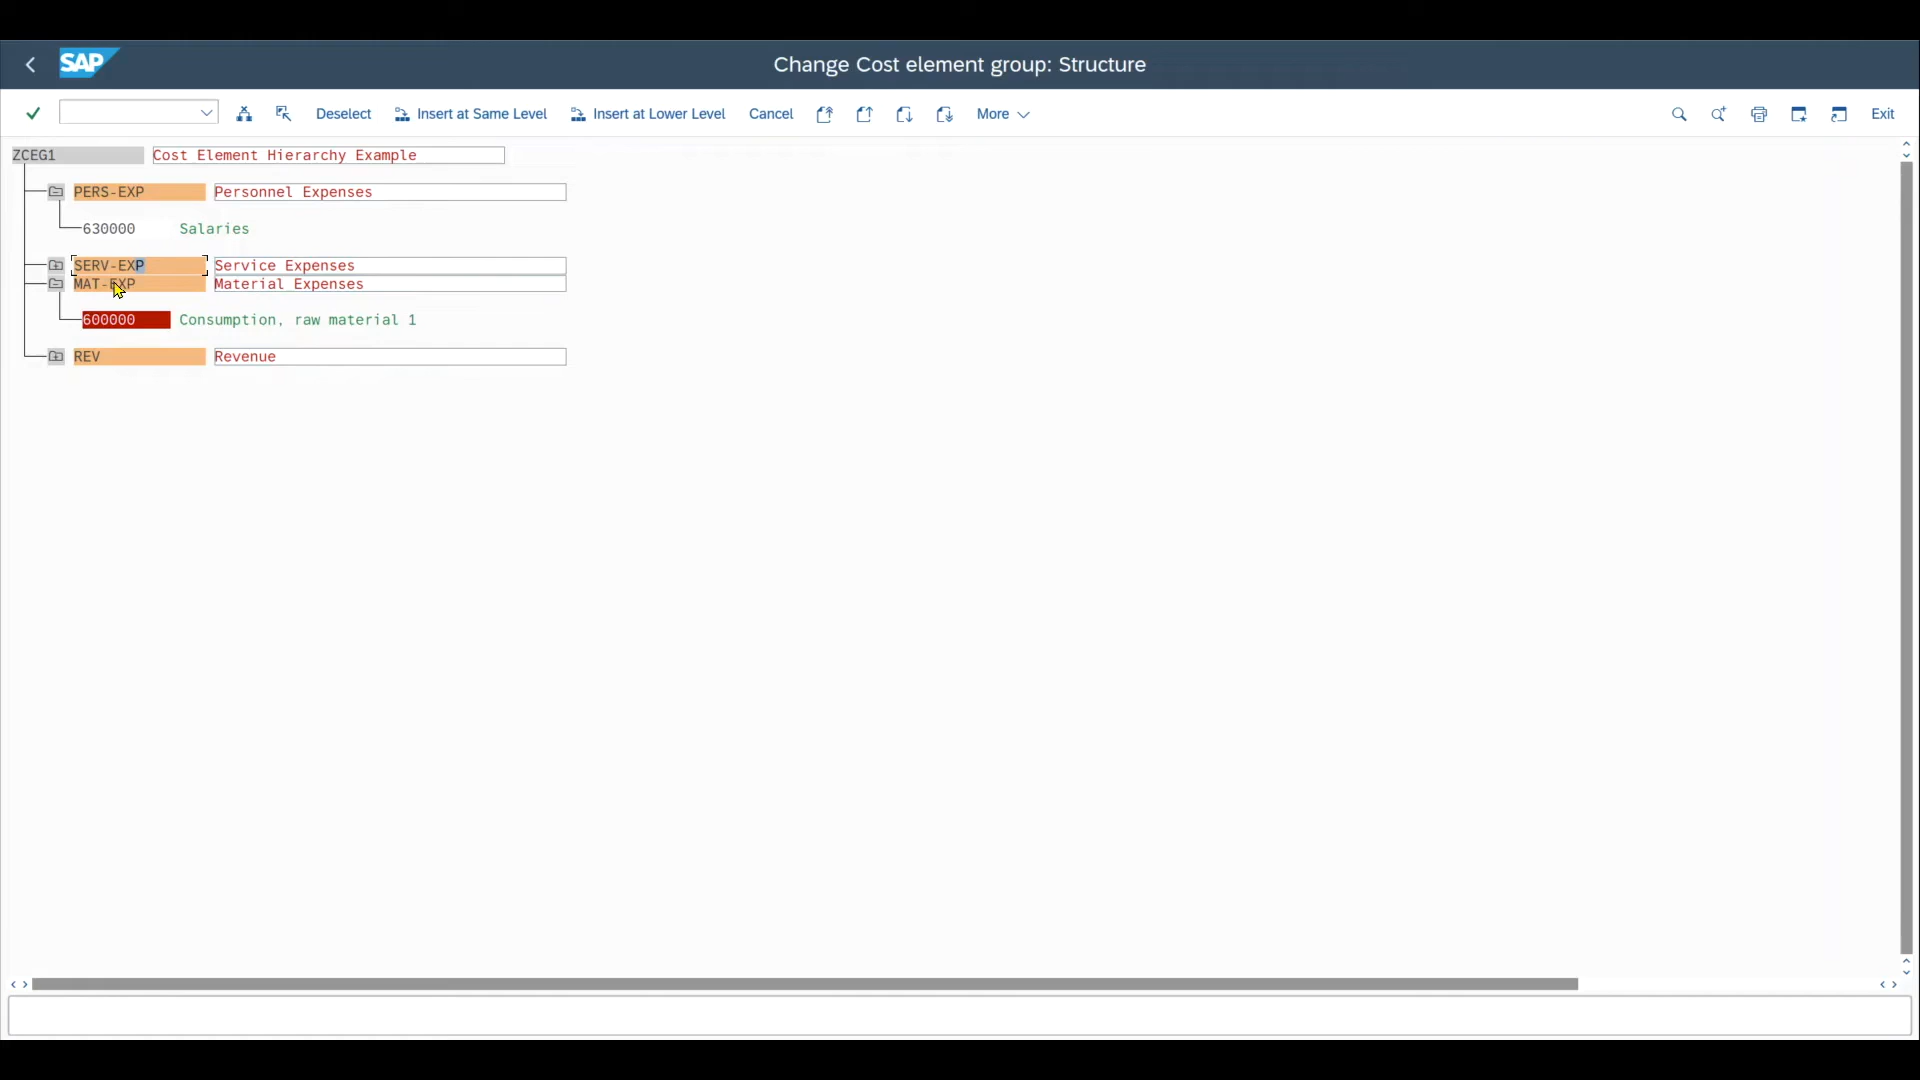 SAP
Change Cost element group: Structure
Deselect
Insert at Same Level
Insert at Lower Level
Cancel
More
Exit
ZCEG1 Cost Element Hierarchy Example
PERS-EXP Personnel Expenses
630000 Salaries
SERV-EXP Service Expenses
MAT-EXP Material Expenses
600000 Consumption, raw material 1
REV Revenue